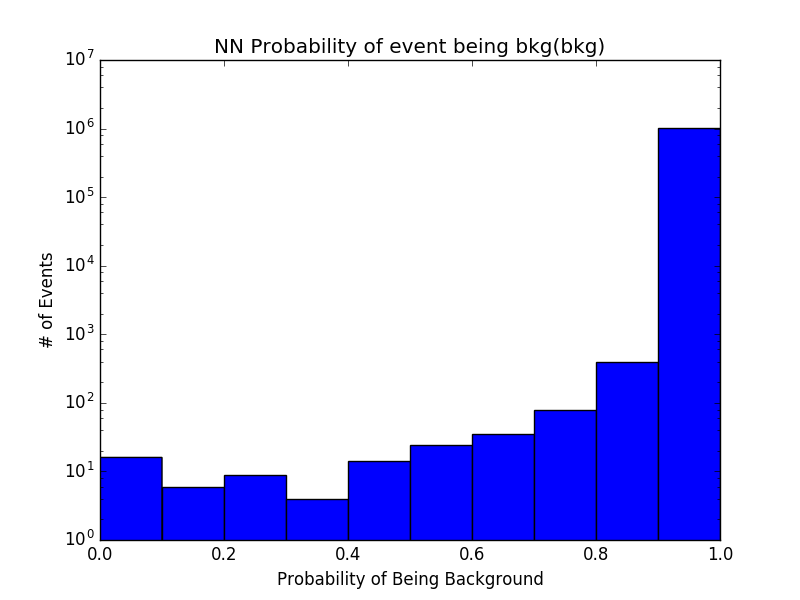 NN Probability of event being bkg(bkg)
10^7
10^6
10^5
10^4
10^3
10^2
10^1
10^0
# of Events
0.0 0.2 0.4 0.6 0.8 1.0
Probability of Being Background